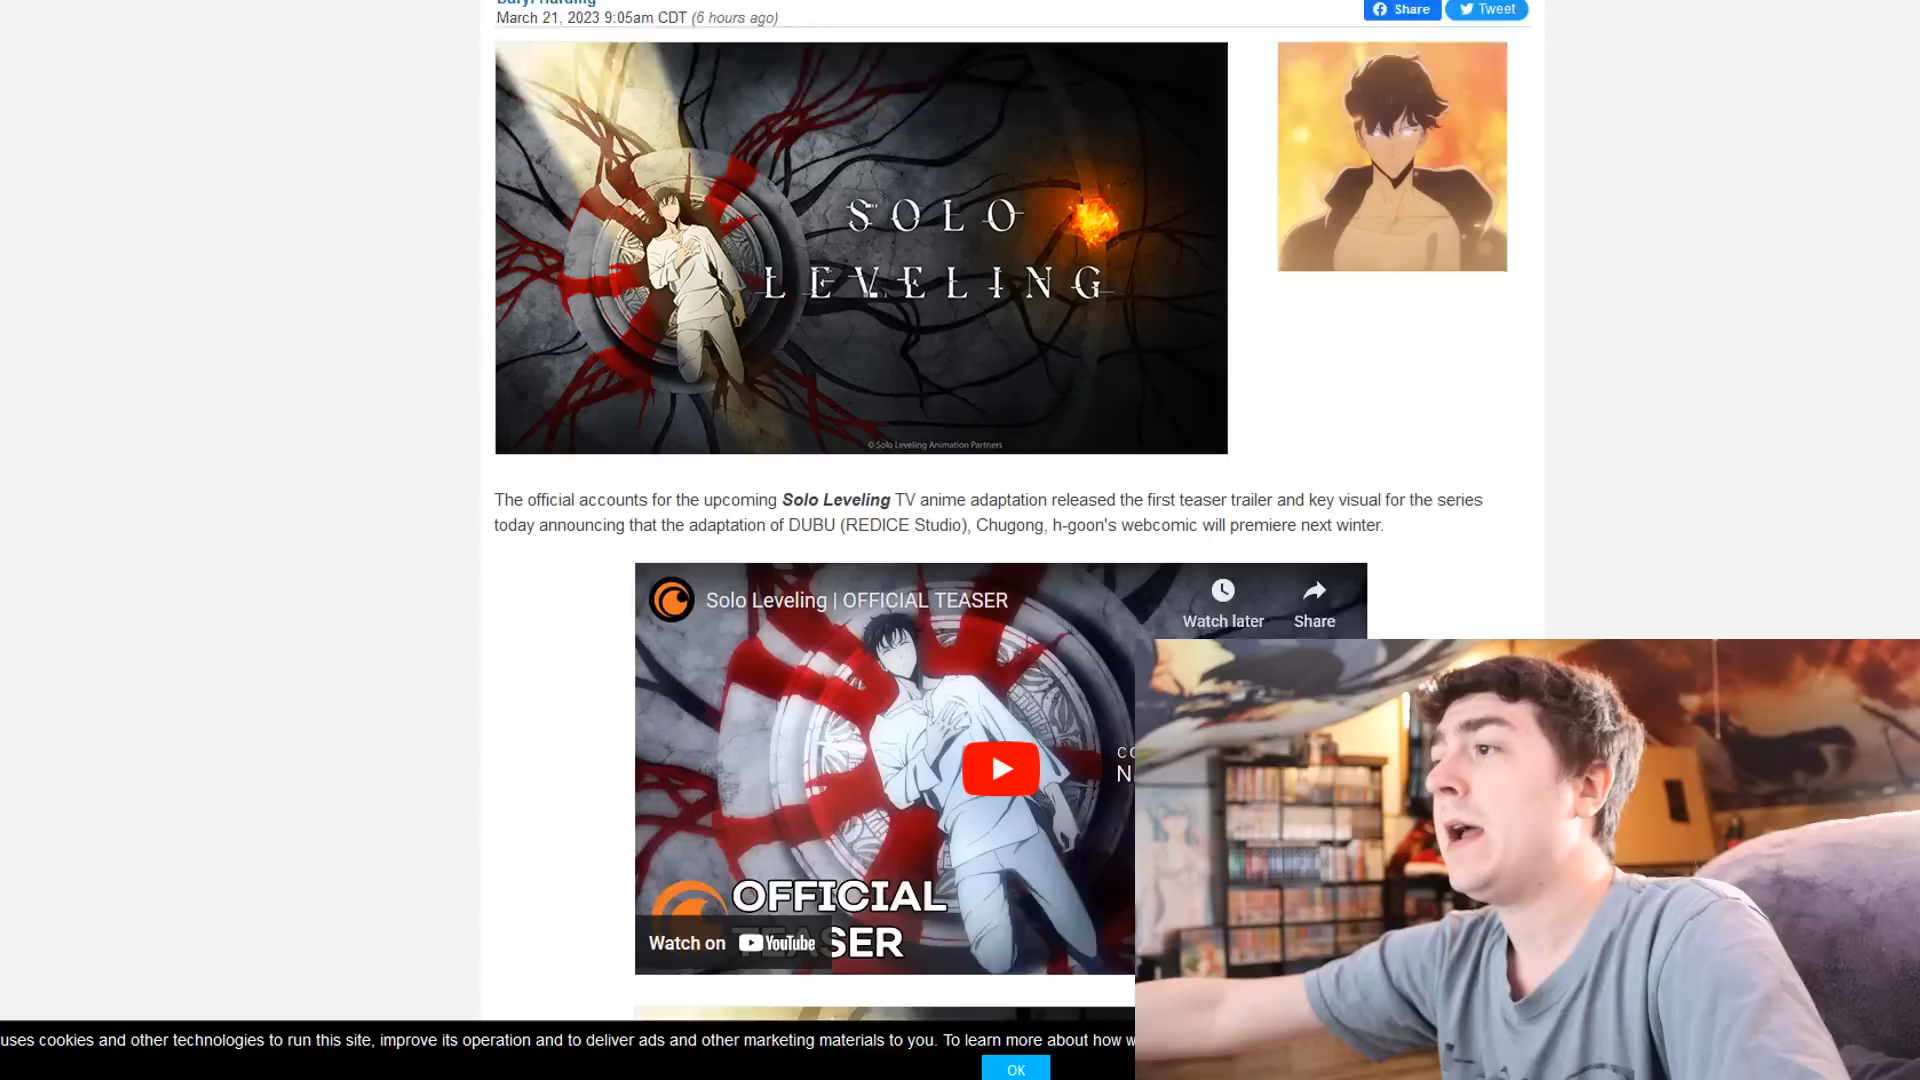 Daryl Harding
March 21, 2023 9:05am CDT (6 hours ago)
Share
Tweet
SOLO
LEVELING
© Solo Leveling Animation Partners
The official accounts for the upcoming Solo Leveling TV anime adaptation released the first teaser trailer and key visual for the series
today announcing that the adaptation of DUBU (REDICE Studio), Chugong, h-goon's webcomic will premiere next winter.
Solo Leveling | OFFICIAL TEASER
Watch later
Share
OFFICIAL
TEASER
Watch on YouTube
uses cookies and other technologies to run this site, improve its operation and to deliver ads and other marketing materials to you. To learn more about how w
OK